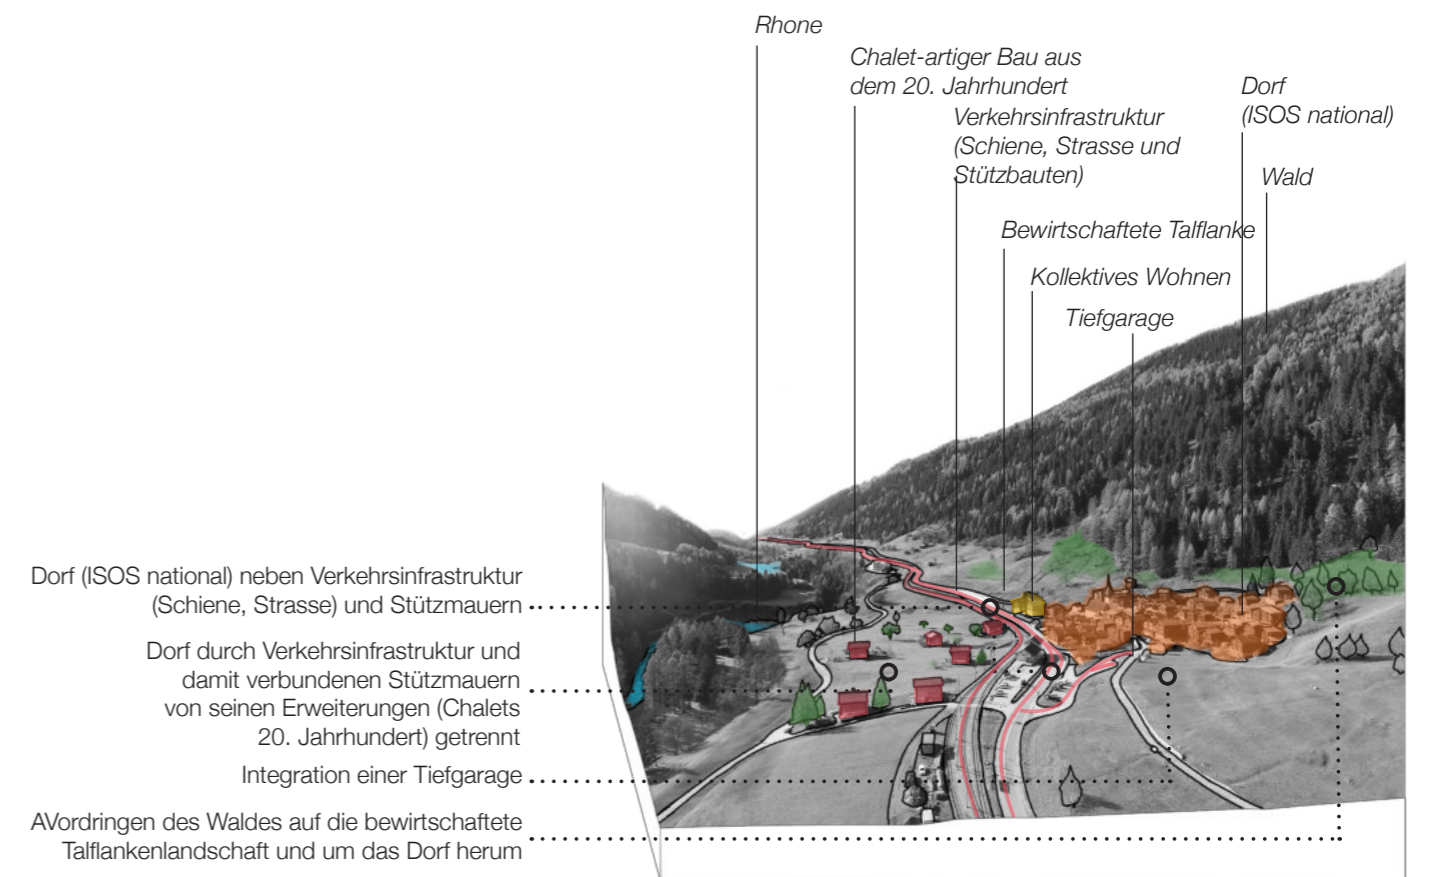 Rhone
Chalet-artiger Bau aus
dem 20. Jahrhundert
Verkehrsinfrastruktur
(Schiene, Strasse und
Stützbauten)
Dorf
(ISOS national)
Wald
Bewirtschaftete Talflanke
Kollektives Wohnen
Tiefgarage
Dorf (ISOS national) neben Verkehrsinfrastruktur
(Schiene, Strasse) und Stützmauern
Dorf durch Verkehrsinfrastruktur und
damit verbundenen Stützmauern
von seinen Erweiterungen (Chalets
20. Jahrhundert) getrennt
Integration einer Tiefgarage
AVordringen des Waldes auf die bewirtschaftete
Talflankenlandschaft und um das Dorf herum